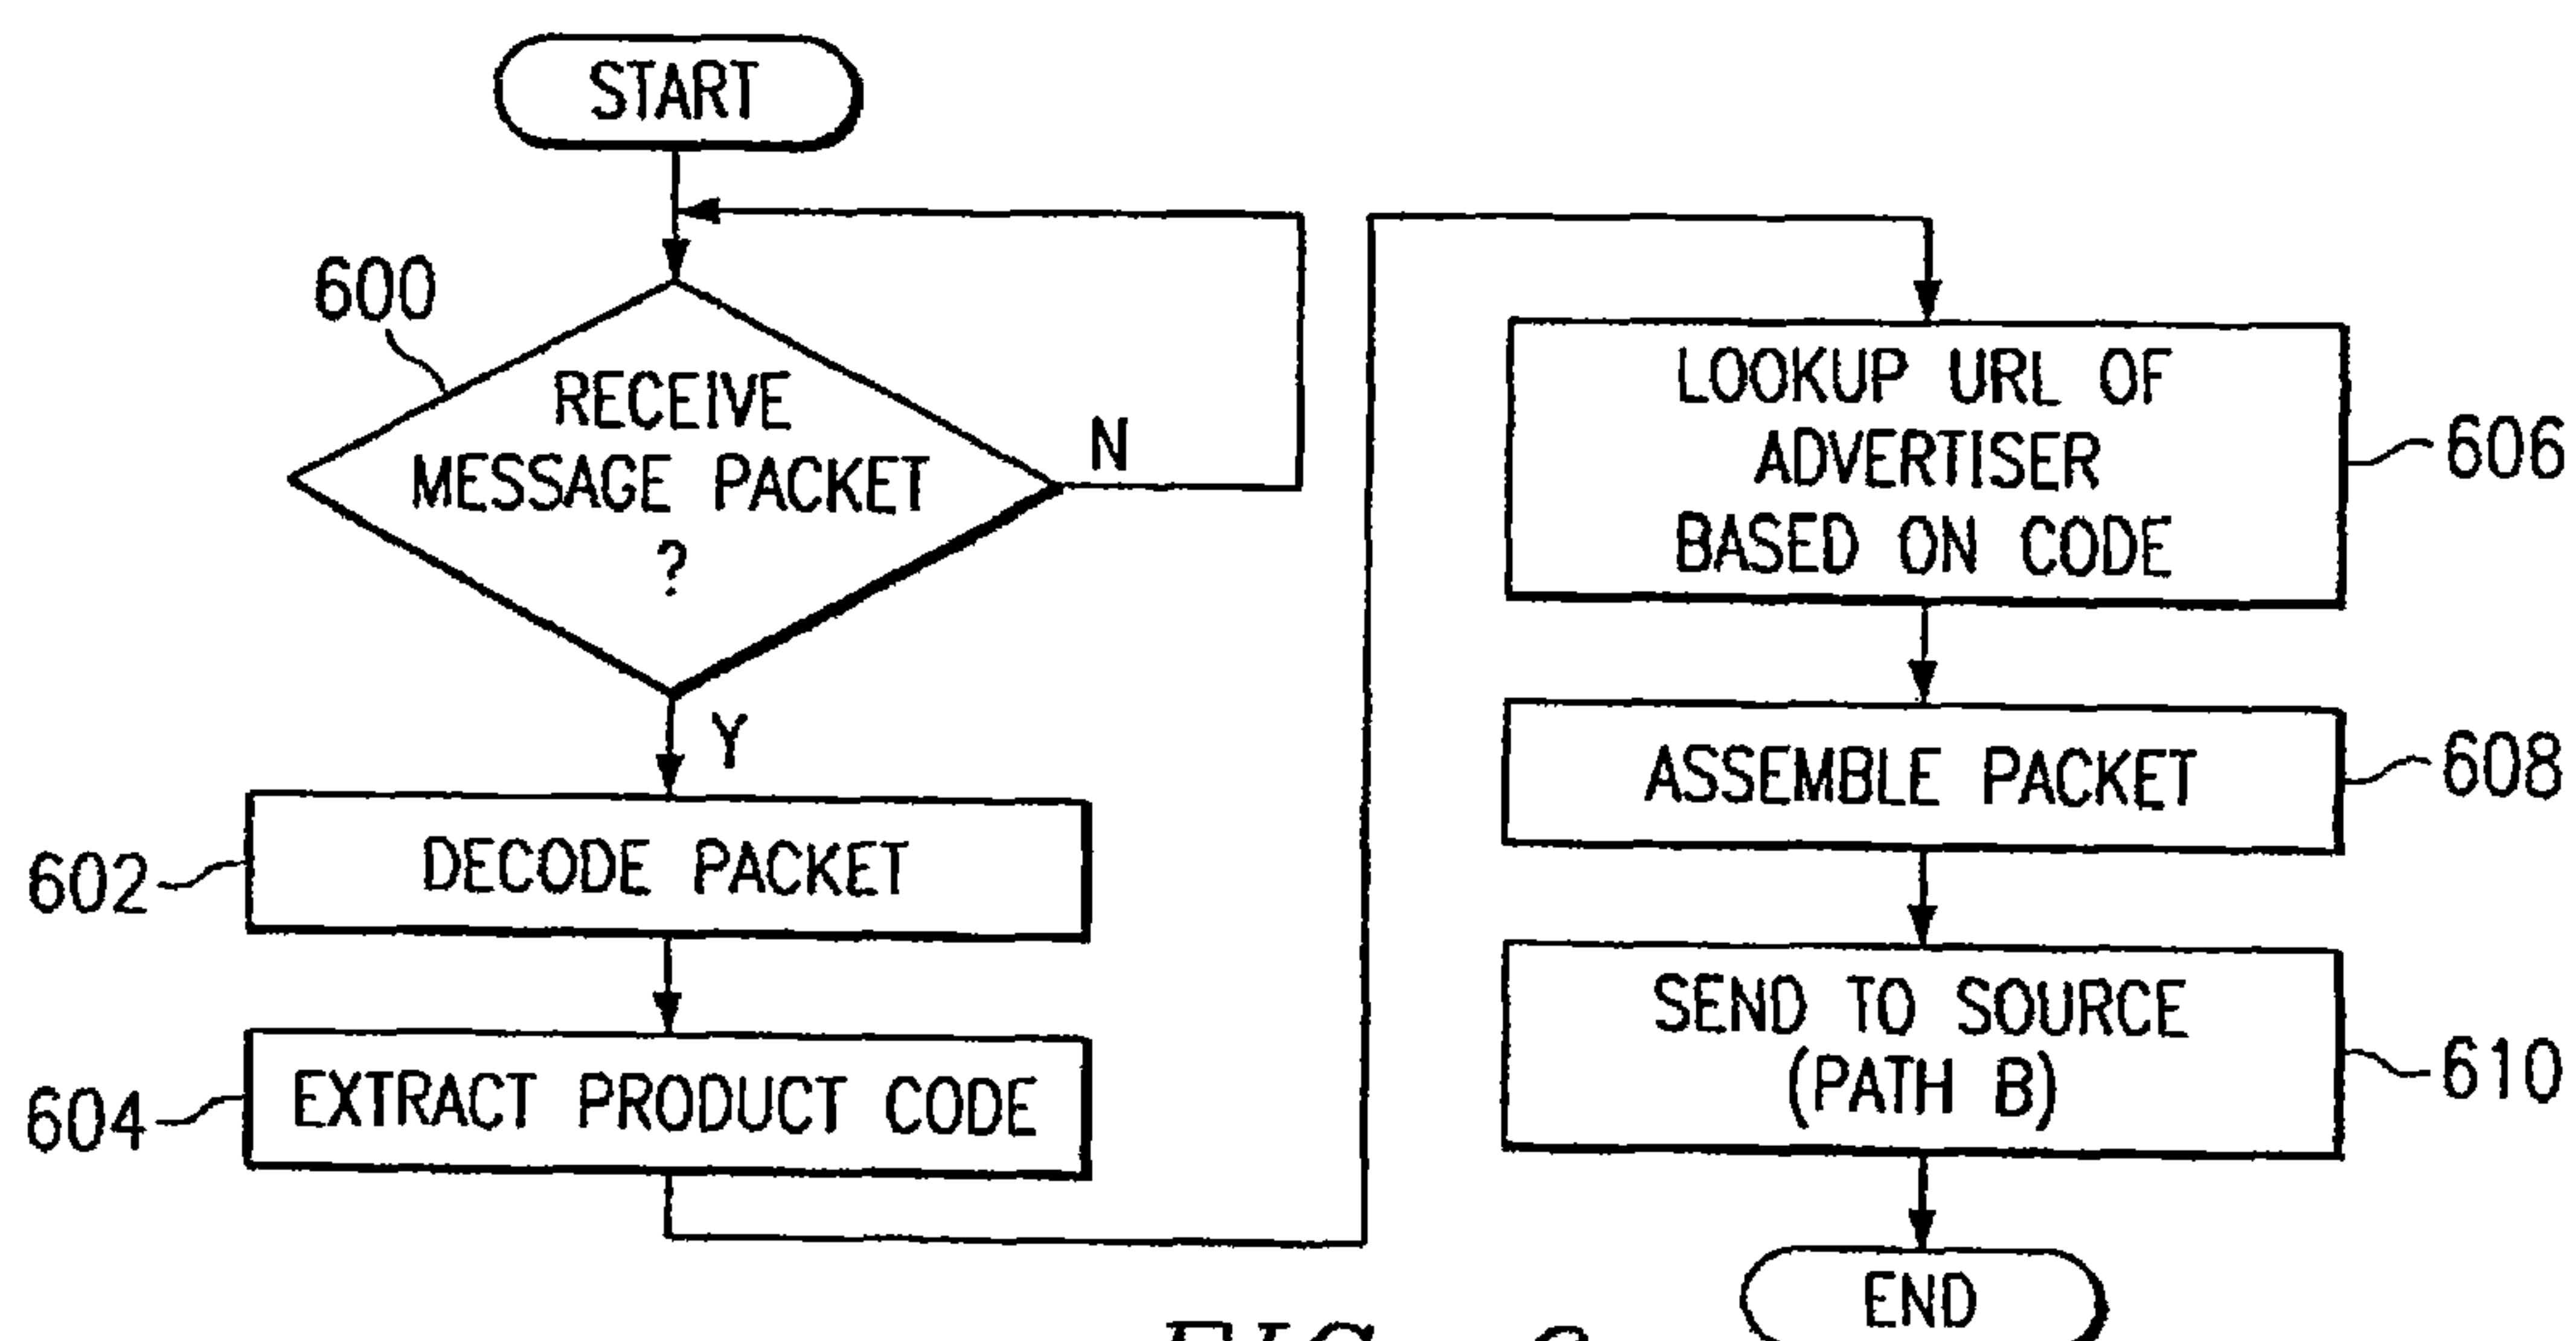 START
600
RECEIVE
MESSAGE PACKET
?
N
Y
602
DECODE PACKET
604
EXTRACT PRODUCT CODE
LOOKUP URL OF
ADVERTISER
BASED ON CODE
606
ASSEMBLE PACKET
608
SEND TO SOURCE
(PATH B)
610
END